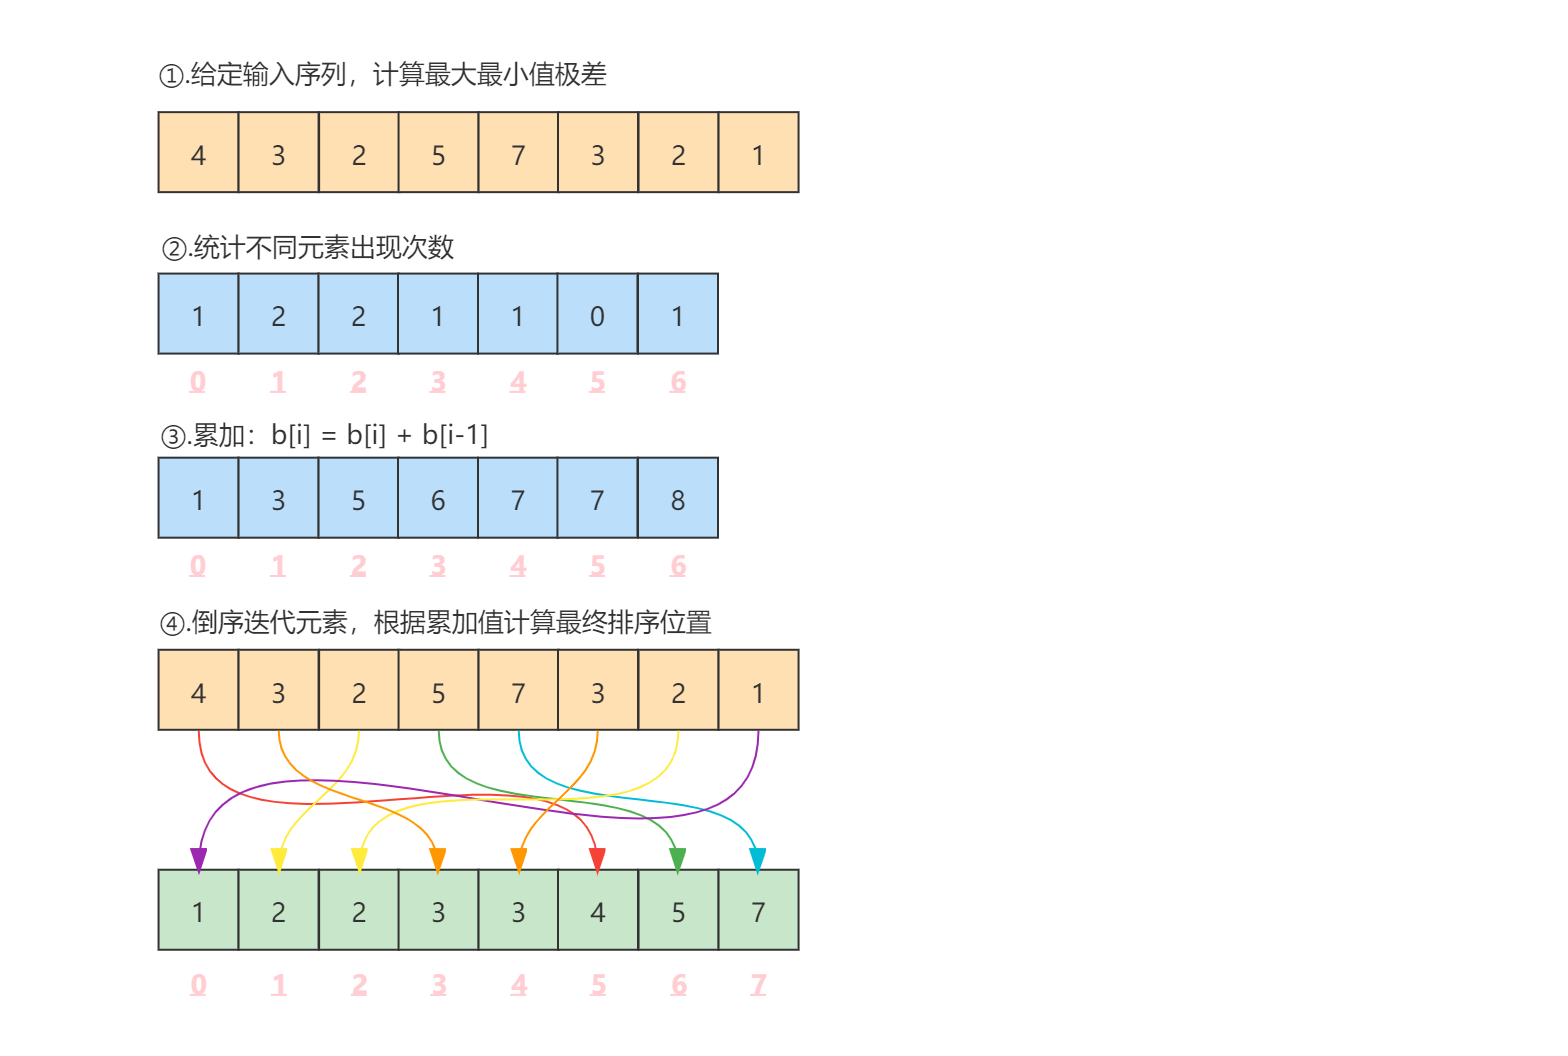 ①.给定输入序列，计算最大最小值极差
4 3 2 5 7 3 2 1
②.统计不同元素出现次数
1 2 2 1 1 0 1
0 1 2 3 4 5 6
③.累加：b[i] = b[i] + b[i-1]
1 3 5 6 7 7 8
0 1 2 3 4 5 6
④.倒序迭代元素，根据累加值计算最终排序位置
4 3 2 5 7 3 2 1
1 2 2 3 3 4 5 7
0 1 2 3 4 5 6 7